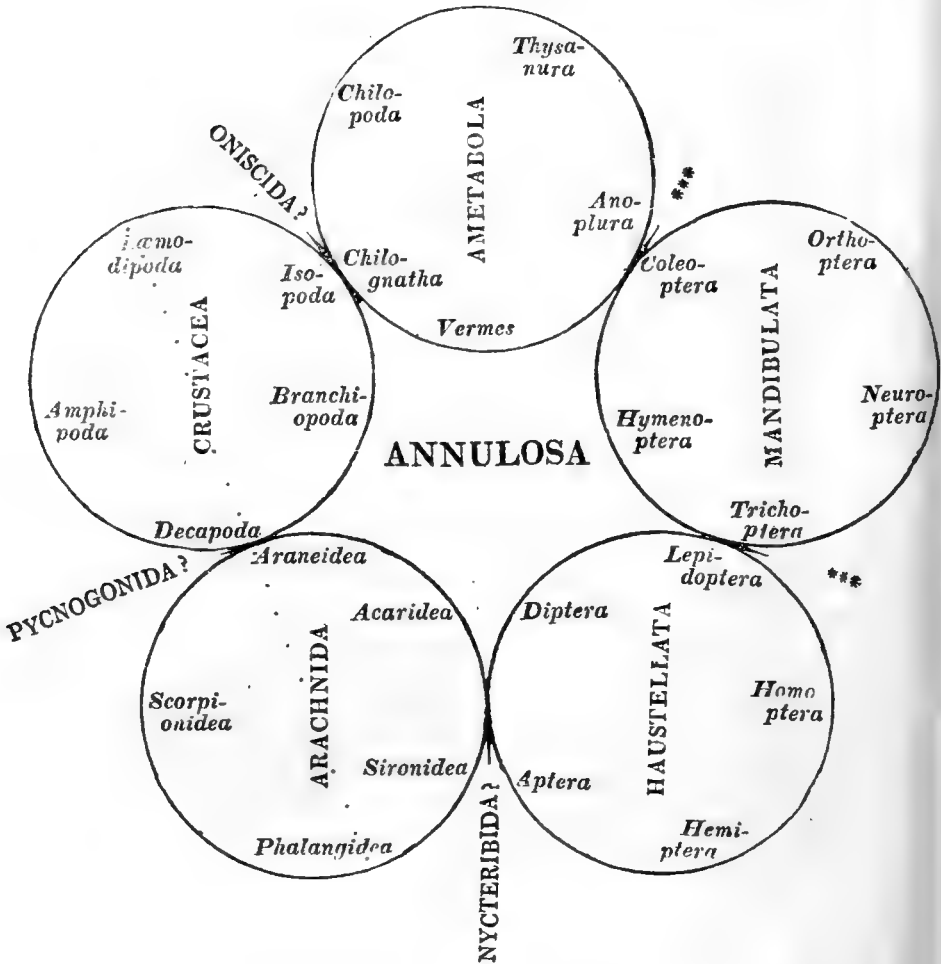 Thysa-
nura
Chilo-
poda
AMETABOLA
Ano-
plura
Chilo-
gnatha
Vermes
ONISCIDA?
***
Læmo-
dipoda
Iso-
poda
CRUSTACEA
Branchi-
opoda
Amphi-
poda
Decapoda
Ortho-
ptera
Coleo-
ptera
MANDIBULATA
Neuro-
ptera
Hymeno-
ptera
Tricho-
ptera
ANNULOSA
PYCNOGONIDA?
***
Araneidea
Acaridea
ARACHNIDA
Scorpi-
onidea
Sironidea
Phalangidea
Lepi-
doptera
Diptera
HAUSTELLATA
Homo
ptera
Aptera
Hemi-
ptera
NYCTERIBIDA?